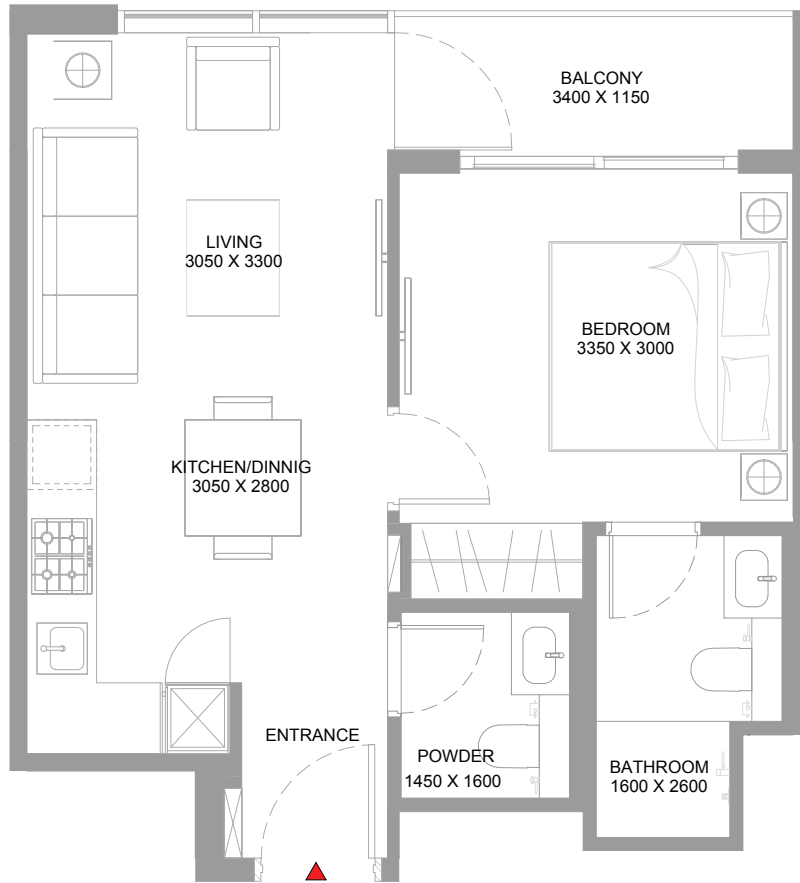 BALCONY
3400 X 1150
LIVING
3050 X 3300
BEDROOM
3350 X 3000
KITCHEN/DINNIG
3050 X 2800
ENTRANCE
POWDER
1450 X 1600
BATHROOM
1600 X 2600